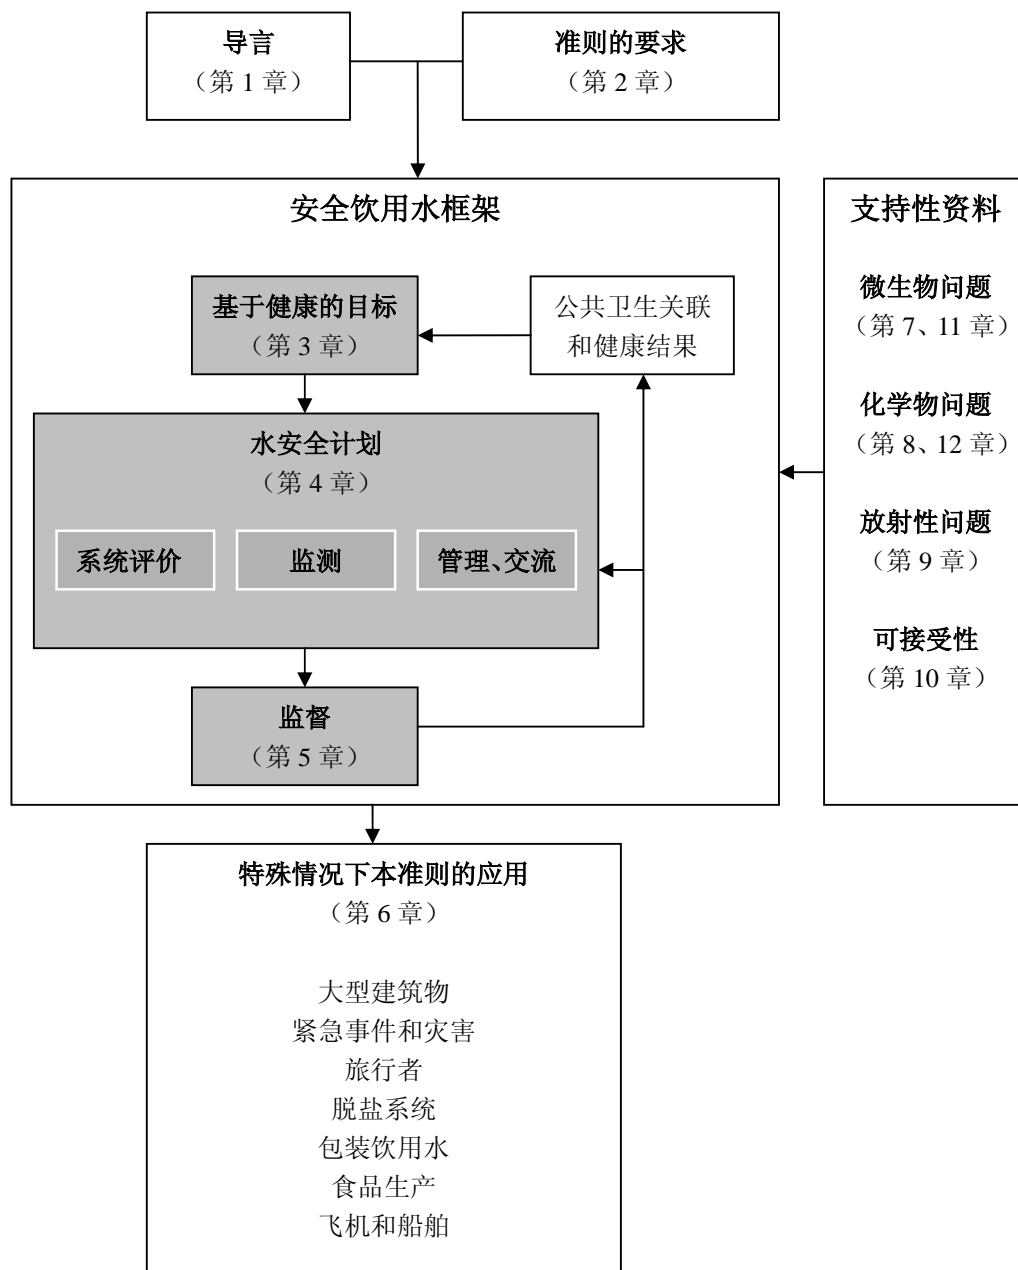 导言
（第 1 章）
准则的要求
（第 2 章）
安全饮用水框架
基于健康的目标
（第 3 章）
公共卫生关联
和健康结果
水安全计划
（第 4 章）
系统评价
监测
管理、交流
监督
（第 5 章）
支持性资料
微生物问题
（第 7、11 章）
化学物问题
（第 8、12 章）
放射性问题
（第 9 章）
可接受性
（第 10 章）
特殊情况下本准则的应用
（第 6 章）
大型建筑物
紧急事件和灾害
旅行者
脱盐系统
包装饮用水
食品生产
飞机和船舶